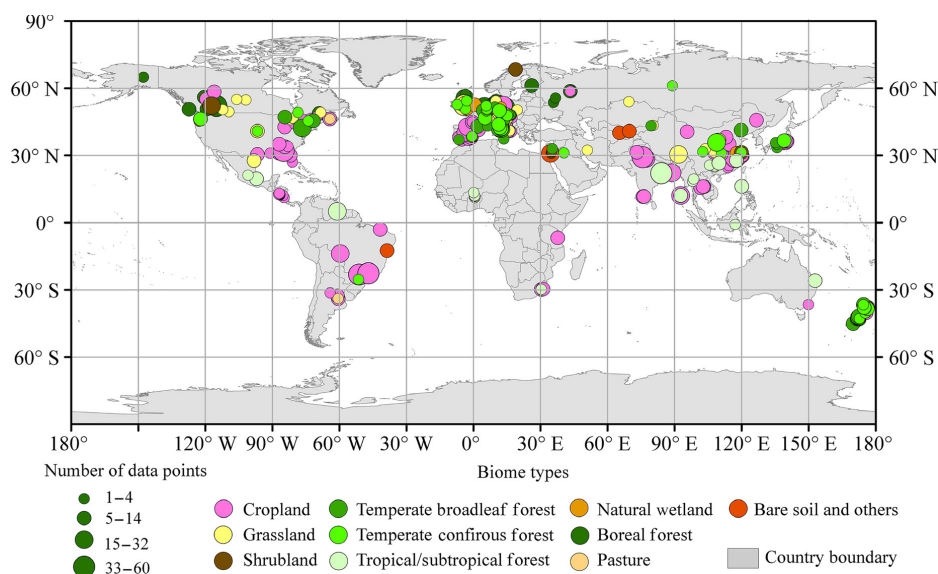 90°
60° N
60° N
30° N
30° N
0°
0°
30° S
30° S
60° S
60° S
180° 120° W 90° W 60° W 30° W 0° 30° E 60° E 90° E 120° E 150° E 180°
Number of data points
Biome types
1−4
5−14
15−32
33−60
Cropland
Temperate broadleaf forest
Natural wetland
Bare soil and others
Grassland
Temperate confirous forest
Boreal forest
Shrubland
Tropical/subtropical forest
Pasture
Country boundary